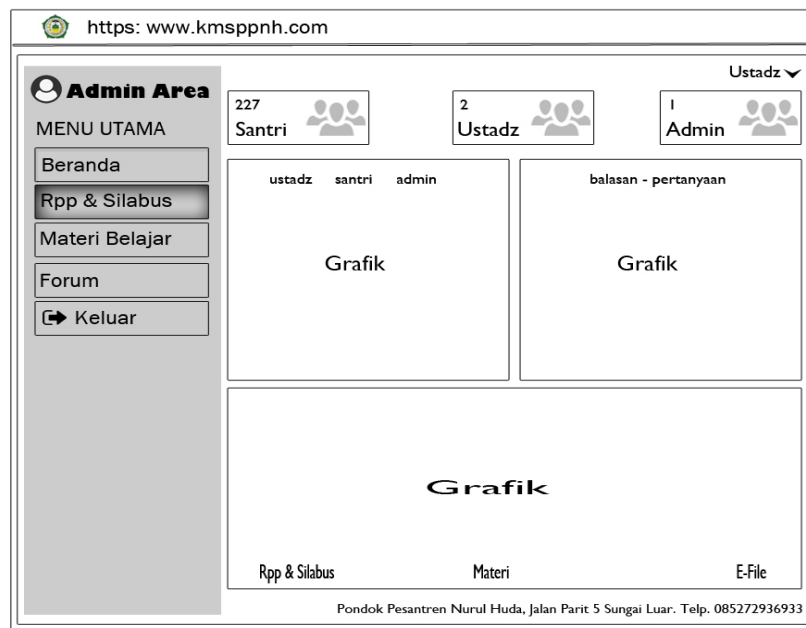 https: www.kmsppnh.com
Ustadz
Admin Area
MENU UTAMA
Beranda
Rpp & Silabus
Materi Belajar
Forum
Keluar
227
Santri
2
Ustadz
1
Admin
ustadz santri admin
Grafik
balasan - pertanyaan
Grafik
Grafik
Rpp & Silabus Materi E-File
Pondok Pesantren Nurul Huda, Jalan Parit 5 Sungai Luar. Telp. 085272936933